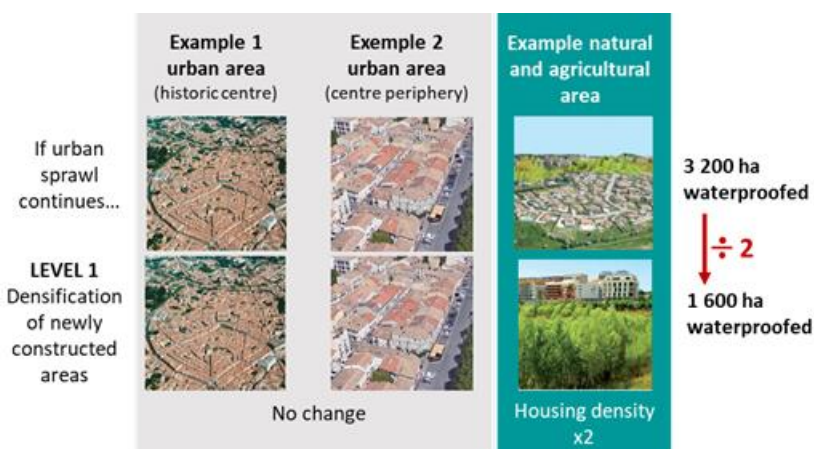 Example 1
urban area
(historic centre)
Exemple 2
urban area
(centre periphery)
Example natural
and agricultural
area
If urban
sprawl
continues...
3 200 ha
waterproofed
÷ 2
LEVEL 1
Densification
of newly
constructed
areas
1 600 ha
waterproofed
No change
Housing density
x2